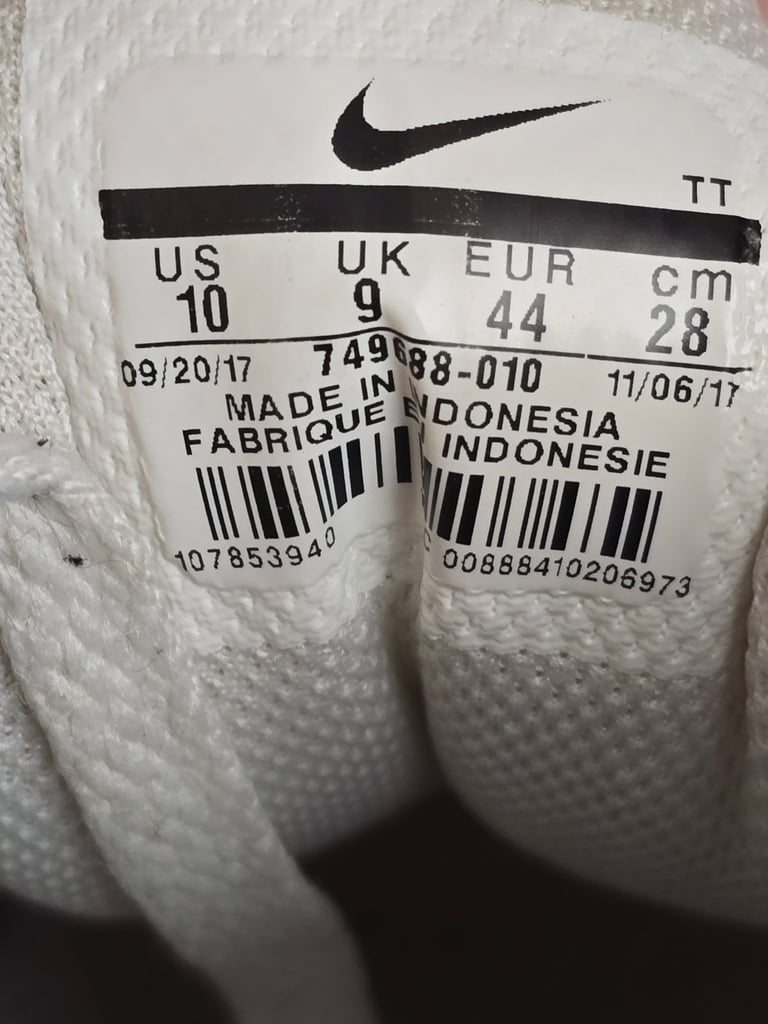 TT
US UK EUR cm
10 9 44 28
09/20/17 749688-010 11/06/17
MADE IN INDONESIA
FABRIQUE EN INDONESIE
1078539440 C 00888410206973